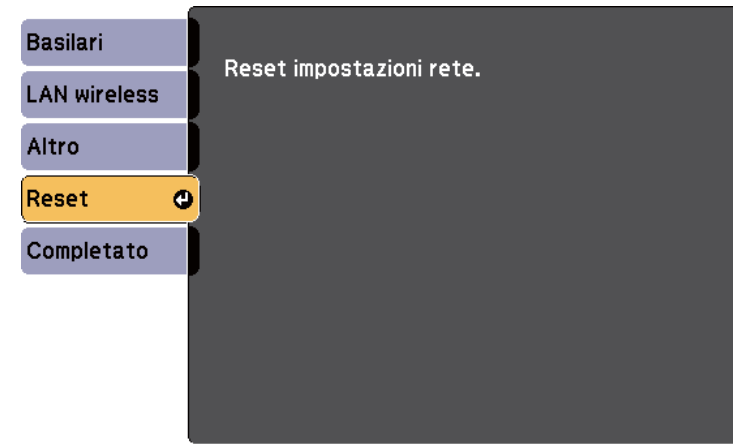 Basilari
Reset impostazioni rete.
LAN wireless
Altro
Reset
Completato